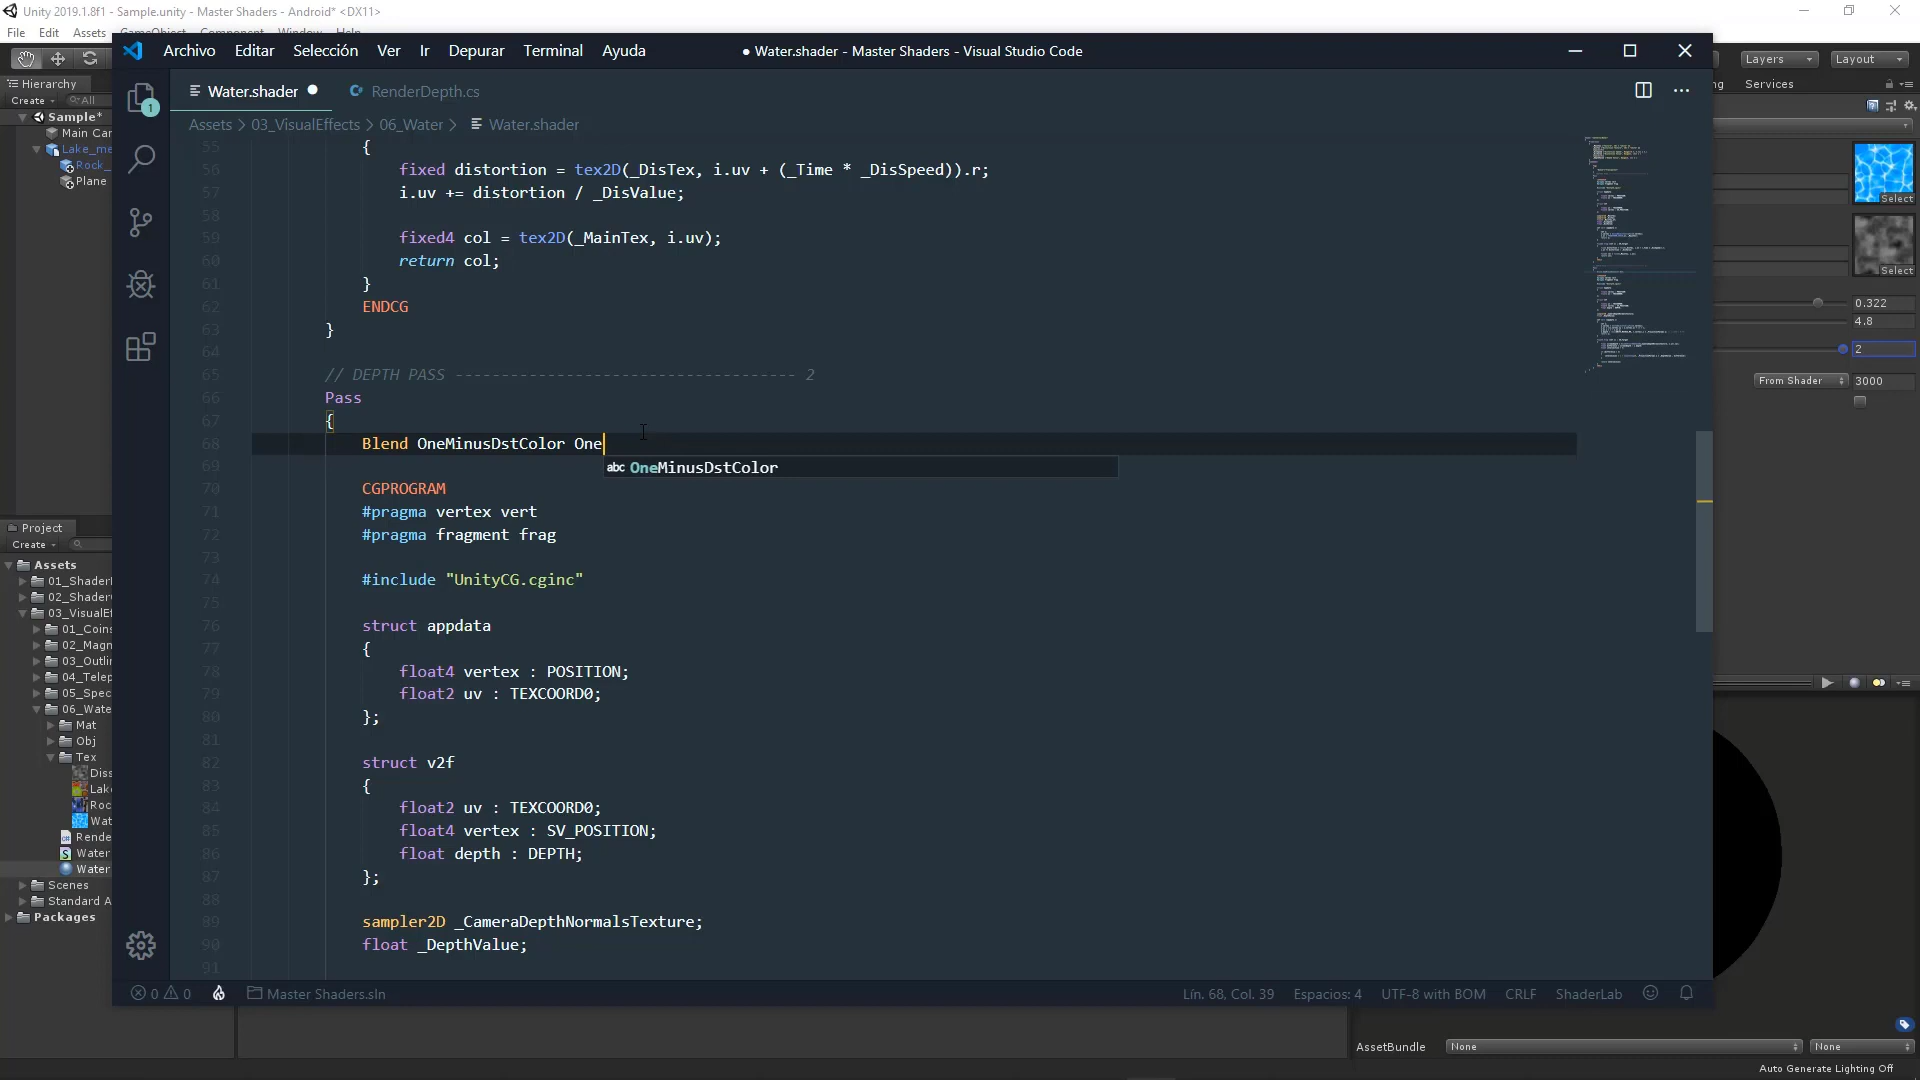 Unity 2019.1.8f1 - Sample.unity - Master Shaders - Android* <DX11>
File Edit Assets
Archivo Editar Selección Ver Ir Depurar Terminal Ayuda
● Water.shader - Master Shaders - Visual Studio Code
Layers
Layout
Hierarchy
Services
Create
All
Sample*
Main Car
Lake_me
Rock_
Plane
Water.shader
RenderDepth.cs
1
Assets > 03_VisualEffects > 06_Water > Water.shader
55 {
56 fixed distortion = tex2D(_DisTex, i.uv + (_Time * _DisSpeed)).r;
57 i.uv += distortion / _DisValue;
58
59 fixed4 col = tex2D(_MainTex, i.uv);
60 return col;
61 }
62 ENDCG
63 }
64
65 // DEPTH PASS ------------------------------------- 2
66 Pass
67 {
68 Blend OneMinusDstColor One
69
abc OneMinusDstColor
70 CGPROGRAM
71 #pragma vertex vert
72 #pragma fragment frag
73
74 #include "UnityCG.cginc"
75
76 struct appdata
77 {
78 float4 vertex : POSITION;
79 float2 uv : TEXCOORD0;
80 };
81
82 struct v2f
83 {
84 float2 uv : TEXCOORD0;
85 float4 vertex : SV_POSITION;
86 float depth : DEPTH;
87 };
88
89 sampler2D _CameraDepthNormalsTexture;
90 float _DepthValue;
91
Select
Select
0.322
4.8
2
From Shader
3000
Project
Create
Assets
01_Shader
02_Shader
03_VisualEf
01_Coins
02_Magn
03_Outli
04_Telep
05_Spec
06_Wate
Mat
Obj
Tex
Diss
Lake
Roc
Wat
Rende
Water
Water
Scenes
Standard A
Packages
0 0
Master Shaders.sln
Lín. 68, Col. 39
Espacios: 4
UTF-8 with BOM
CRLF
ShaderLab
AssetBundle
None
None
Auto Generate Lighting Off